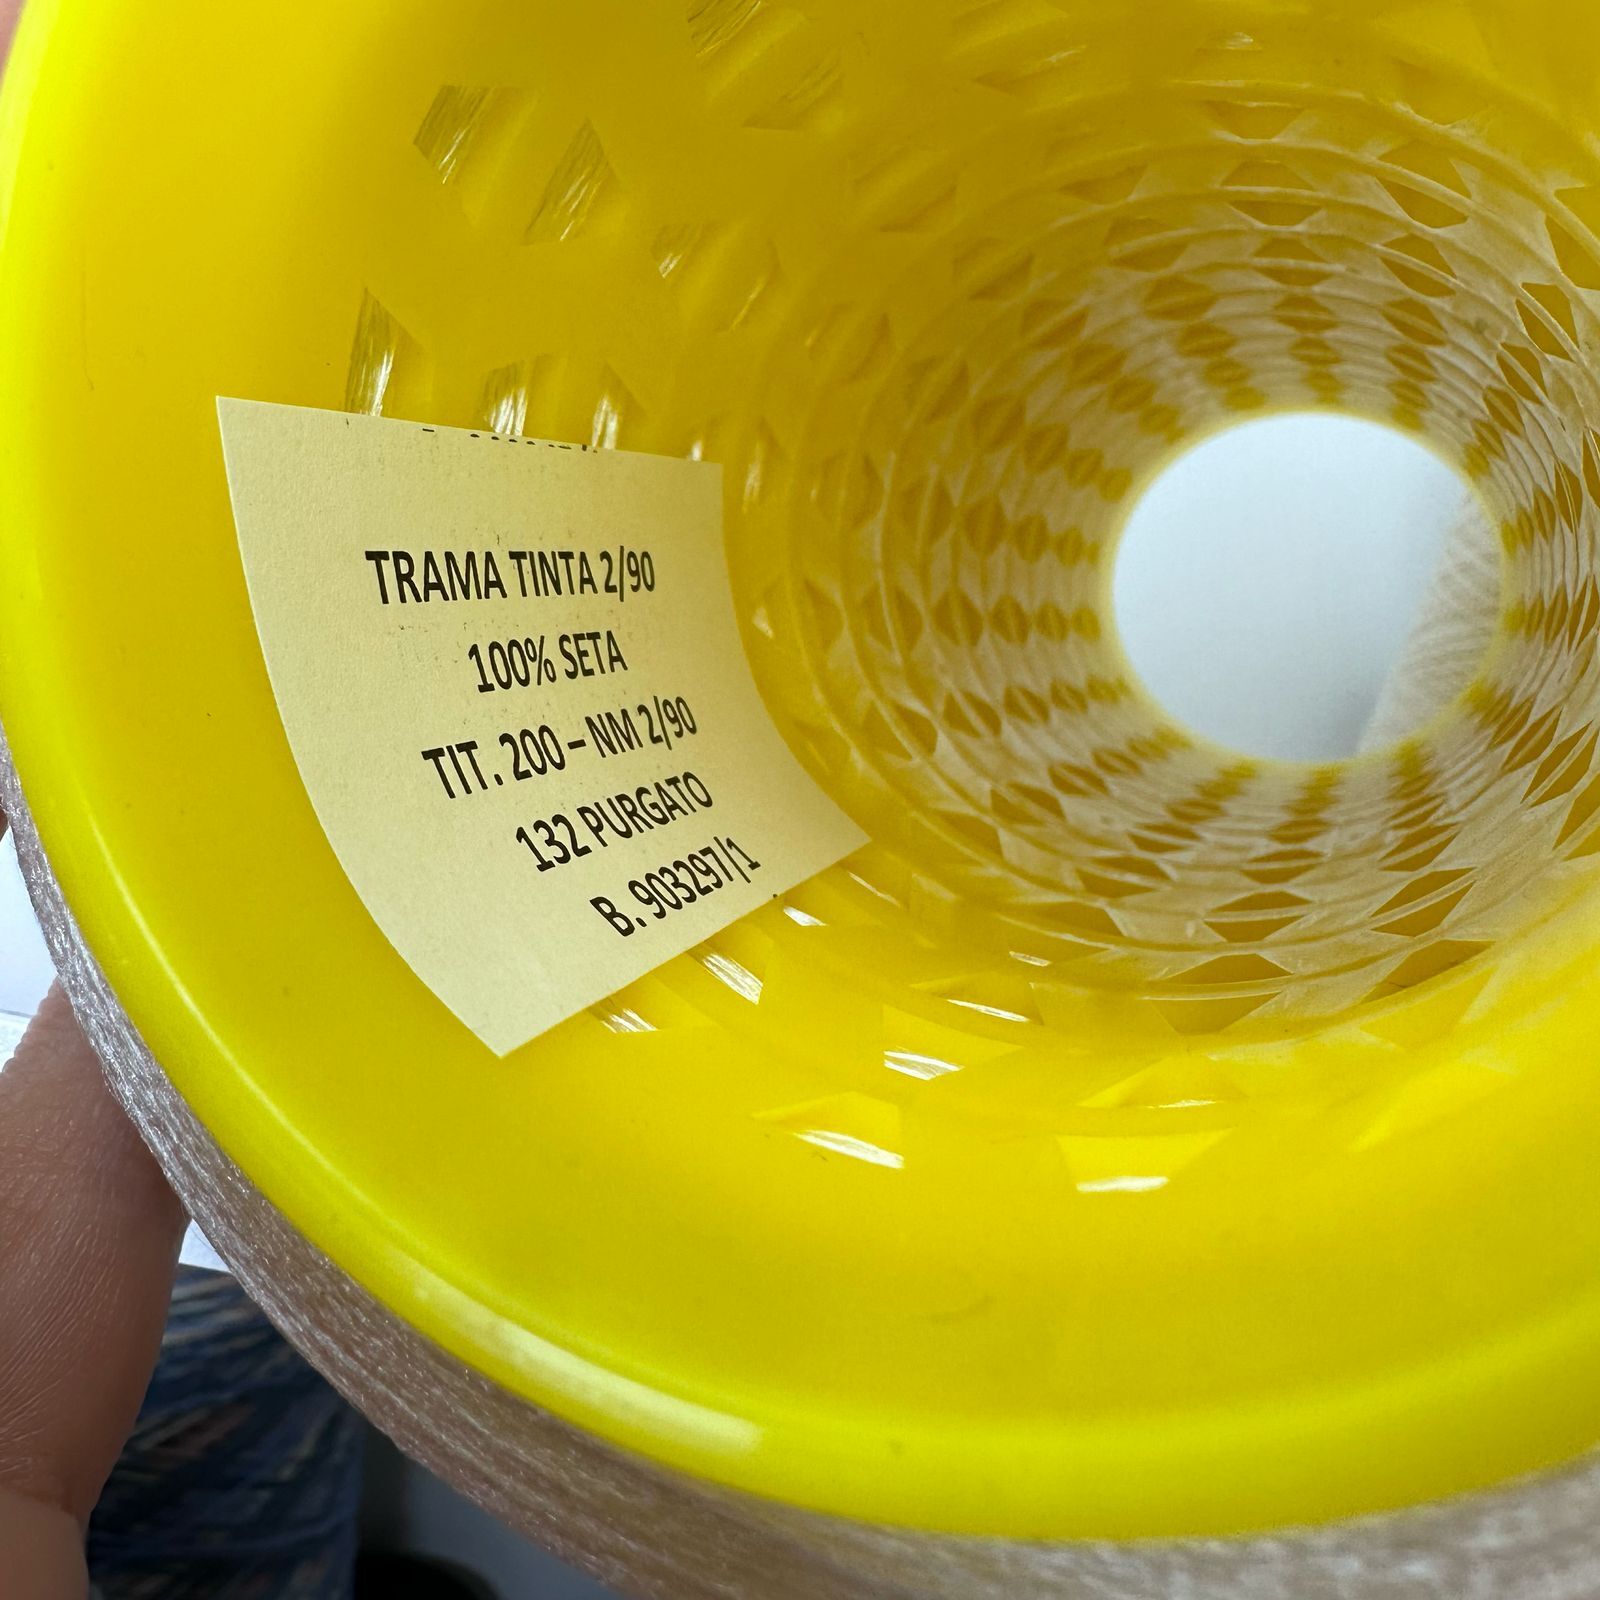 TRAMA TINTA 2/90
100% SETA
TIT. 200 – NM 2/90
132 PURGATO
B. 903297/1